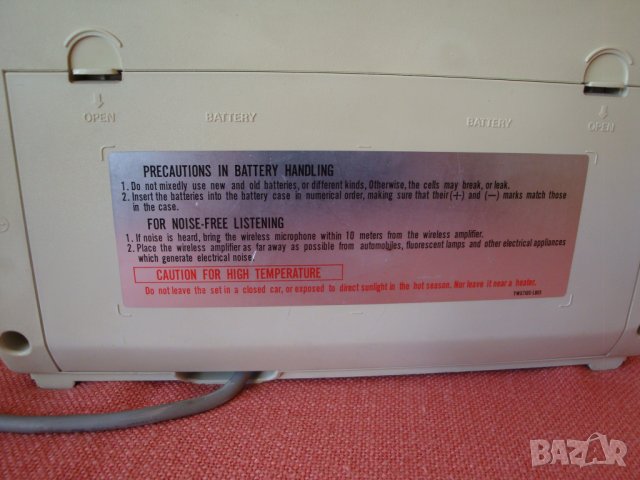 OPEN BATTERY BATTERY OPEN
PRECAUTIONS IN BATTERY HANDLING
1. Do not mixedly use new and old batteries, or different kinds, Otherwise, the cells may break, or leak.
2. Insert the batteries into the battery case in numerical order, making sure that their (+) and (−) marks match those
in the case.
FOR NOISE-FREE LISTENING
1. If noise is heard, bring the wireless microphone within 10 meters from the wireless amplifier.
2. Place the wireless amplifier as far away as possible from automobiles, fluorescent lamps and other electrical appliances
which generate electrical noise
CAUTION FOR HIGH TEMPERATURE
Do not leave the set in a closed car, or exposed to direct sunlight in the hot season. Nor leave it near a heater.
BAZAR